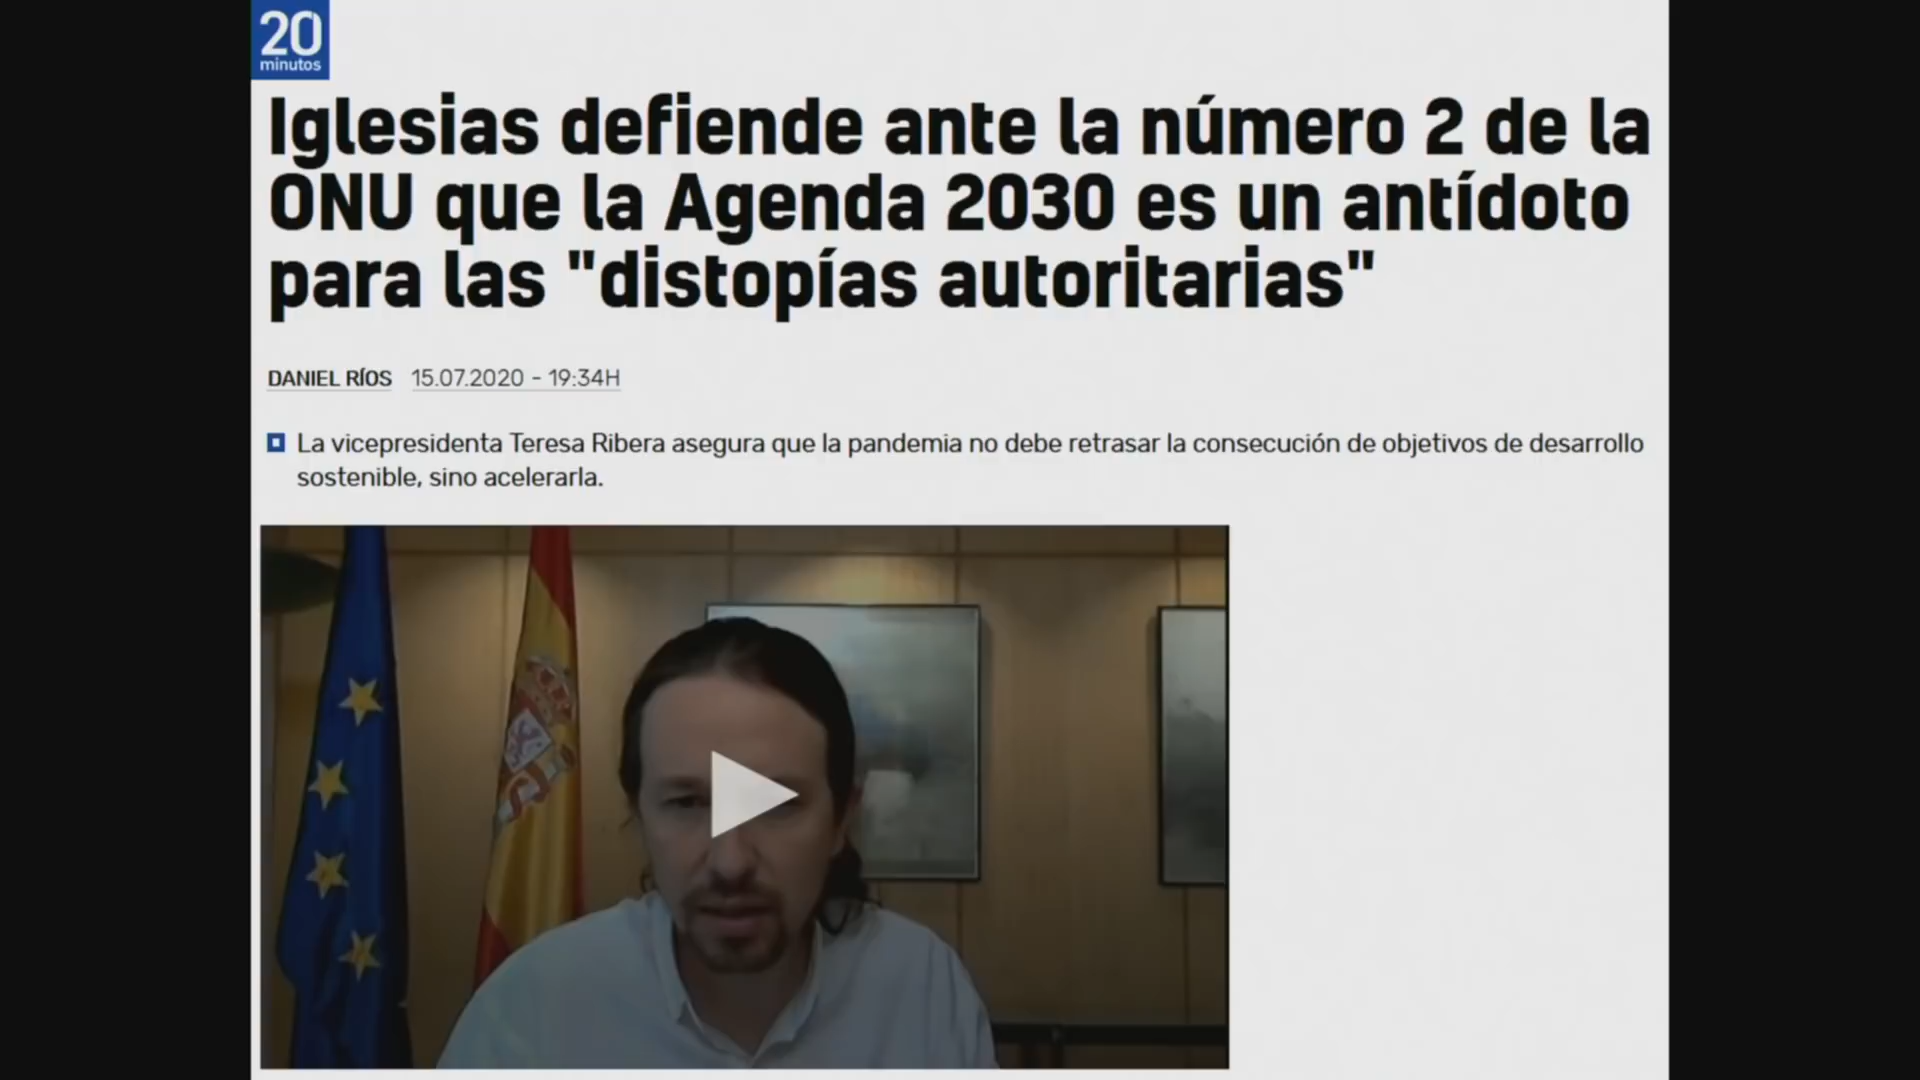 20
minutos
Iglesias defiende ante la número 2 de la
ONU que la Agenda 2030 es un antídoto
para las "distopías autoritarias"
DANIEL RÍOS 15.07.2020 - 19:34H
La vicepresidenta Teresa Ribera asegura que la pandemia no debe retrasar la consecución de objetivos de desarrollo
sostenible, sino acelerarla.